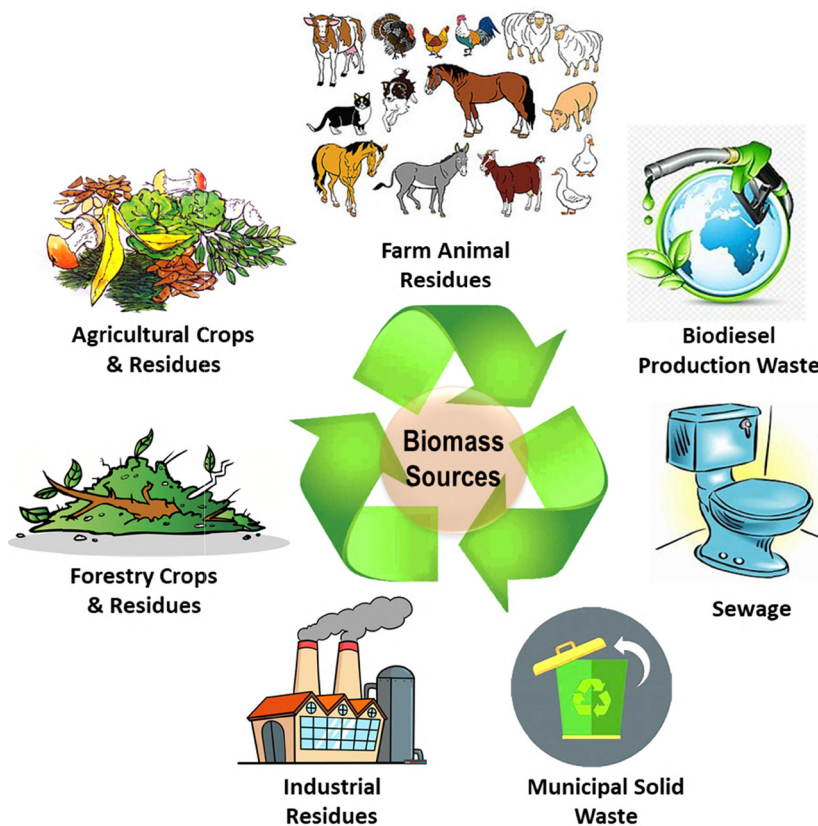 Farm Animal
Residues
Agricultural Crops
& Residues
Biodiesel
Production Waste
Biomass
Sources
Forestry Crops
& Residues
Sewage
Industrial
Residues
Municipal Solid
Waste